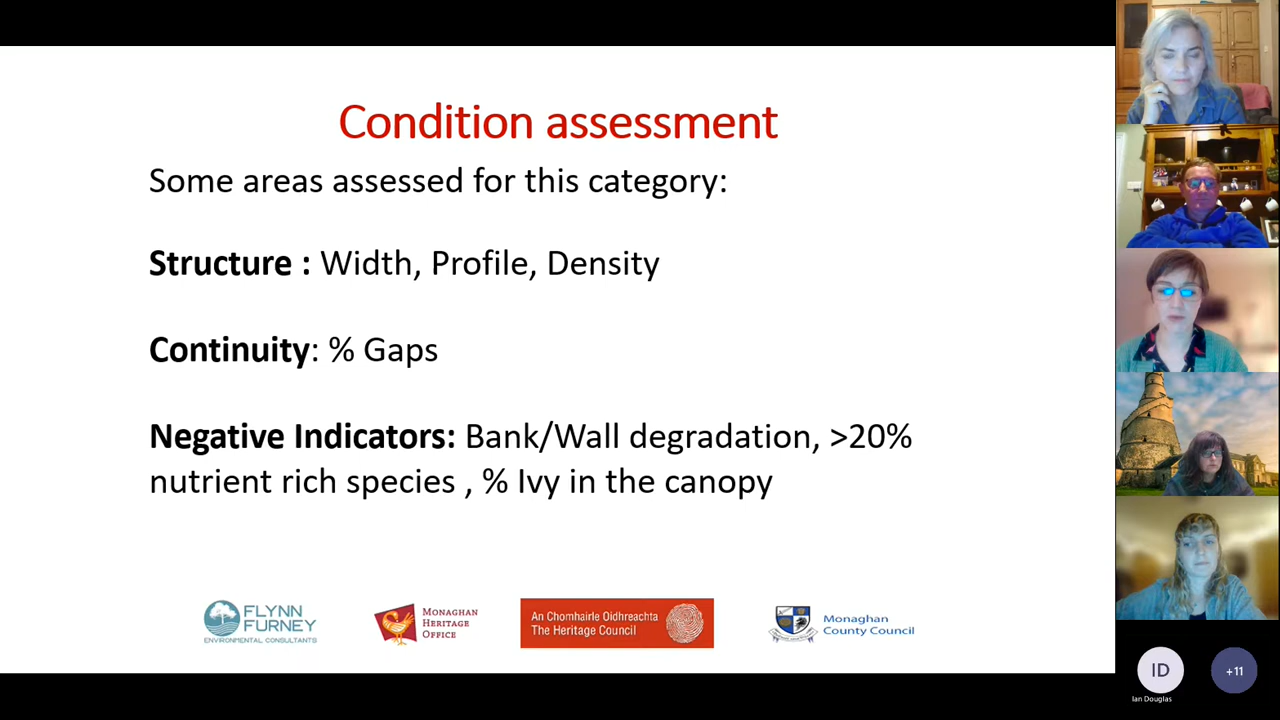 Condition assessment
Some areas assessed for this category:
Structure : Width, Profile, Density
Continuity: % Gaps
Negative Indicators: Bank/Wall degradation, >20%
nutrient rich species , % Ivy in the canopy
FLYNN
FURNEY
ENVIRONMENTAL CONSULTANTS
MONAGHAN
HERITAGE
OFFICE
An Chomhairle Oidhreachta
The Heritage Council
Monaghan
County Council
ID
Ian Douglas
+11